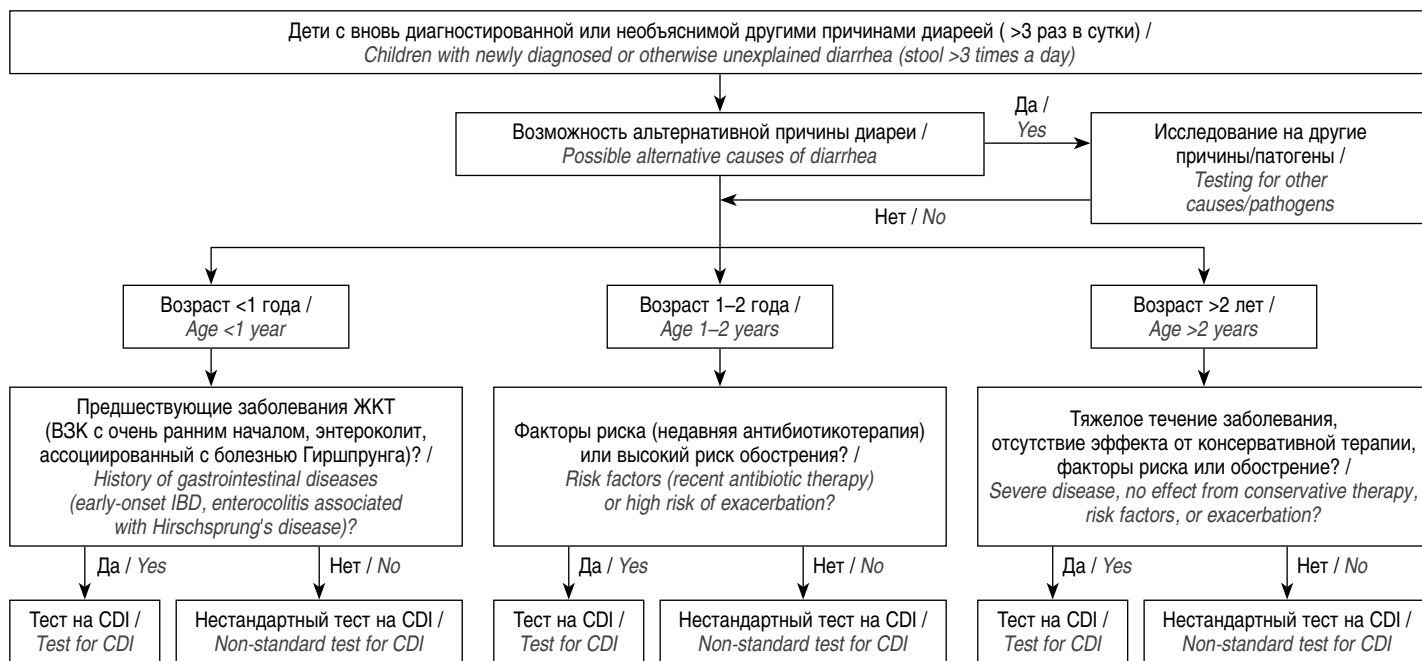 Дети с вновь диагностированной или необъяснимой другими причинами диареей ( >3 раз в сутки) /
Children with newly diagnosed or otherwise unexplained diarrhea (stool >3 times a day)
Возможность альтернативной причины диареи /
Possible alternative causes of diarrhea
Да /
Yes
Исследование на другие
причины/патогены /
Testing for other
causes/pathogens
Нет / No
Возраст <1 года /
Age <1 year
Возраст 1–2 года /
Age 1–2 years
Возраст >2 лет /
Age >2 years
Предшествующие заболевания ЖКТ
(ВЗК с очень ранним началом, энтероколит,
ассоциированный с болезнью Гиршпрунга)? /
History of gastrointestinal diseases
(early-onset IBD, enterocolitis associated
with Hirschsprung's disease)?
Факторы риска (недавняя антибиотикотерапия)
или высокий риск обострения? /
Risk factors (recent antibiotic therapy)
or high risk of exacerbation?
Тяжелое течение заболевания,
отсутствие эффекта от консервативной терапии,
факторы риска или обострение? /
Severe disease, no effect from conservative therapy,
risk factors, or exacerbation?
Да / Yes
Нет / No
Да / Yes
Нет / No
Да / Yes
Нет / No
Тест на CDI /
Test for CDI
Нестандартный тест на CDI /
Non-standard test for CDI
Тест на CDI /
Test for CDI
Нестандартный тест на CDI /
Non-standard test for CDI
Тест на CDI /
Test for CDI
Нестандартный тест на CDI /
Non-standard test for CDI